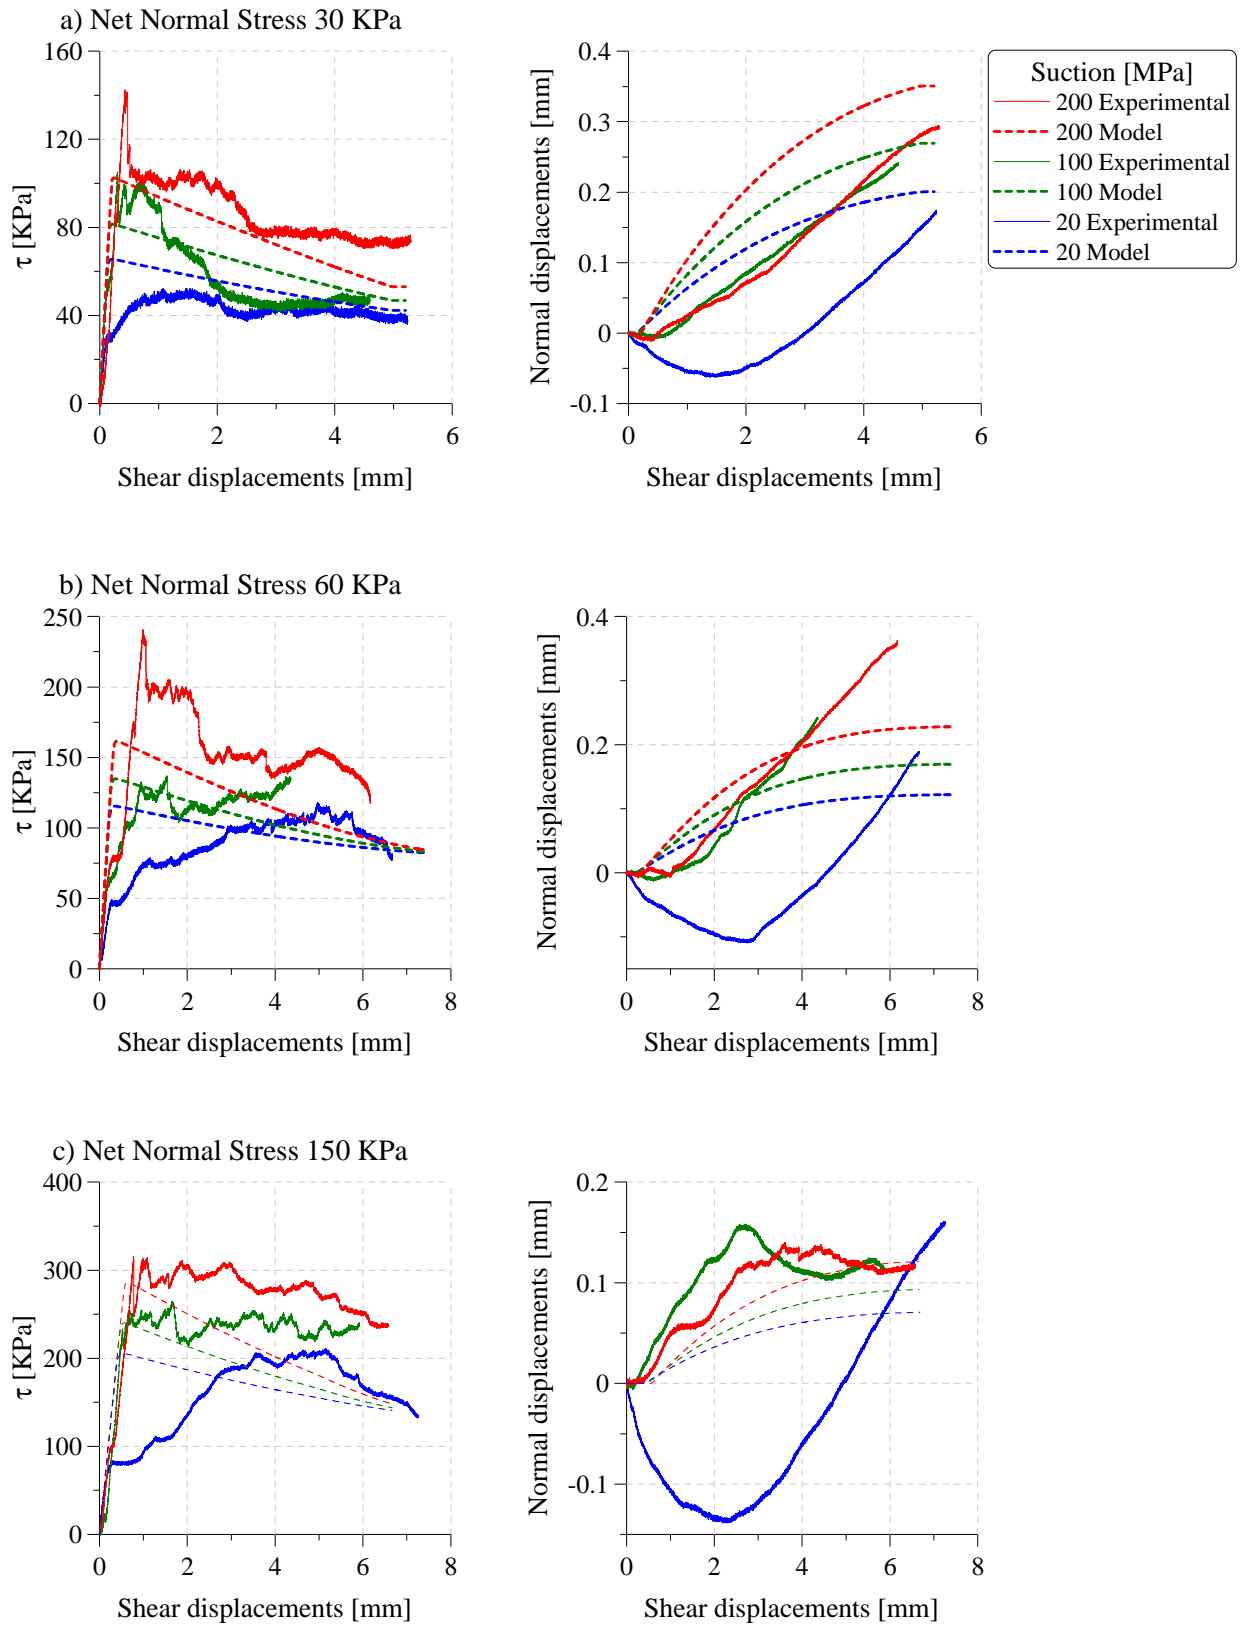 a) Net Normal Stress 30 KPa
160
120
80
40
0
τ [KPa]
0 2 4 6
Shear displacements [mm]
0.4
0.3
0.2
0.1
0
-0.1
Normal displacements [mm]
0 2 4 6
Shear displacements [mm]
Suction [MPa]
200 Experimental
200 Model
100 Experimental
100 Model
20 Experimental
20 Model
b) Net Normal Stress 60 KPa
250
200
150
100
50
0
τ [KPa]
0 2 4 6 8
Shear displacements [mm]
0.4
0.2
0
Normal displacements [mm]
0 2 4 6 8
Shear displacements [mm]
c) Net Normal Stress 150 KPa
400
300
200
100
0
τ [KPa]
0 2 4 6 8
Shear displacements [mm]
0.2
0.1
0
-0.1
Normal displacements [mm]
0 2 4 6 8
Shear displacements [mm]